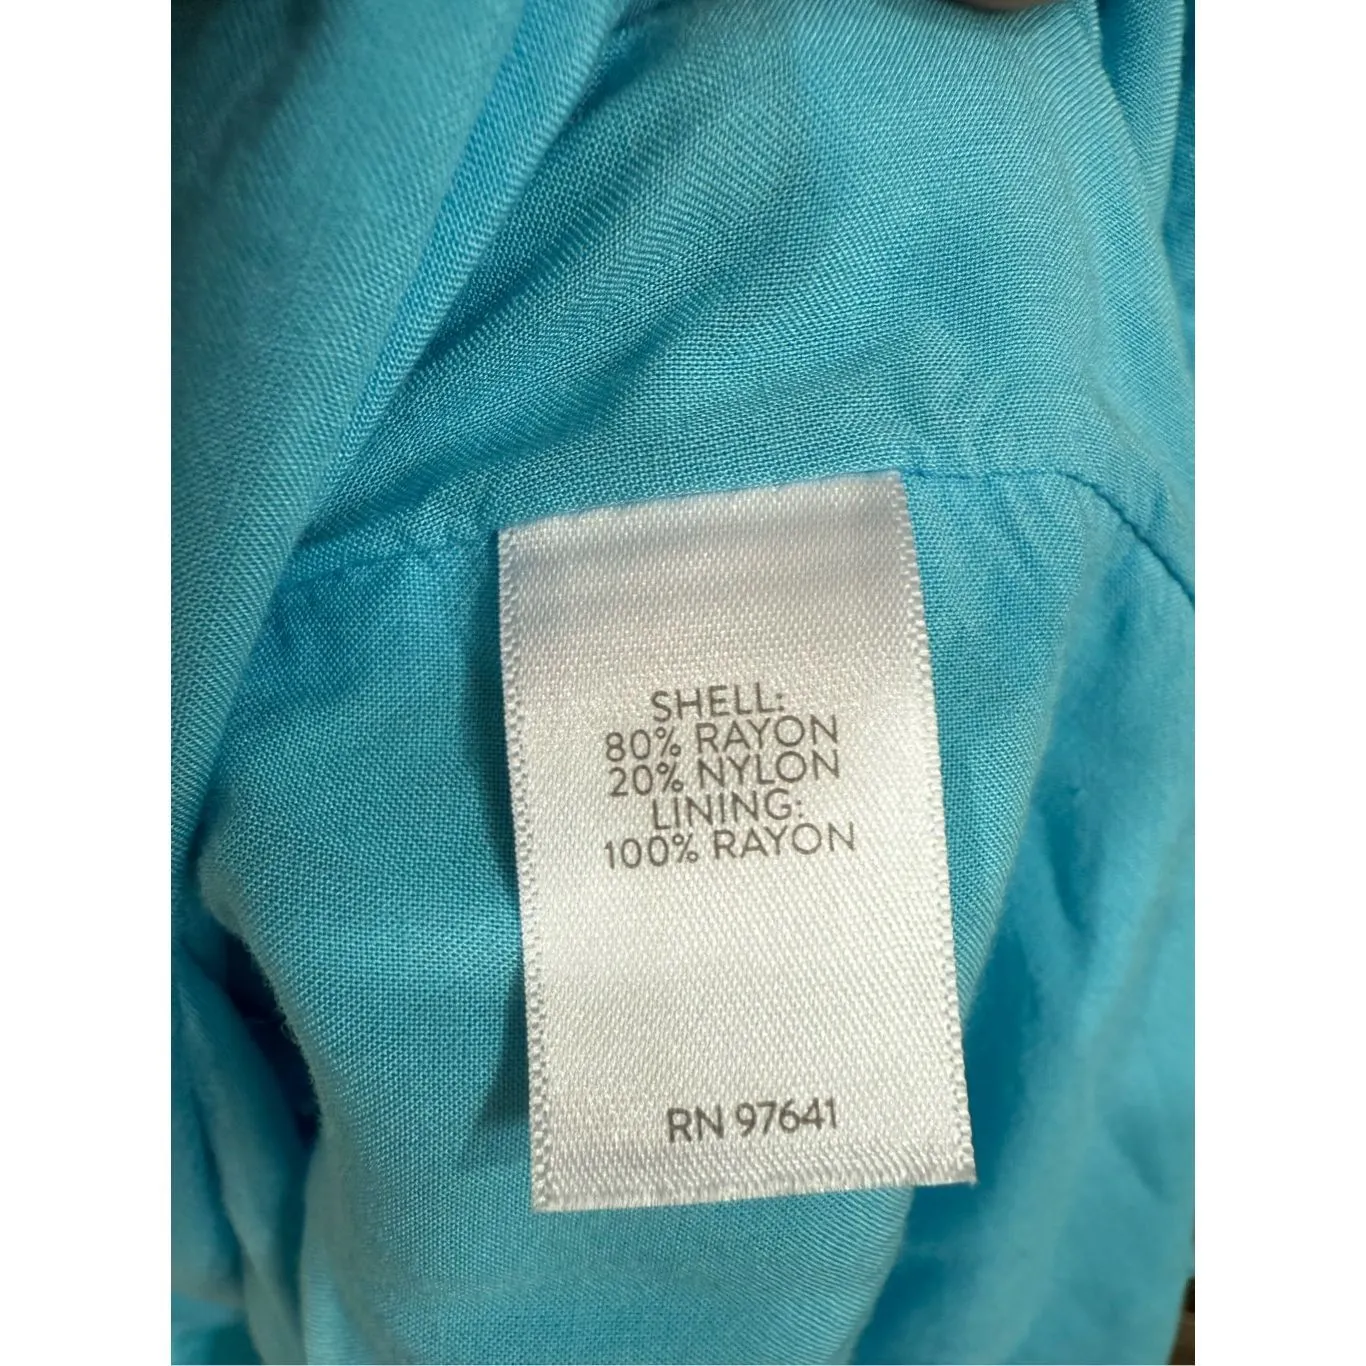 SHELL:
80% RAYON
20% NYLON
LINING:
100% RAYON
RN 97641